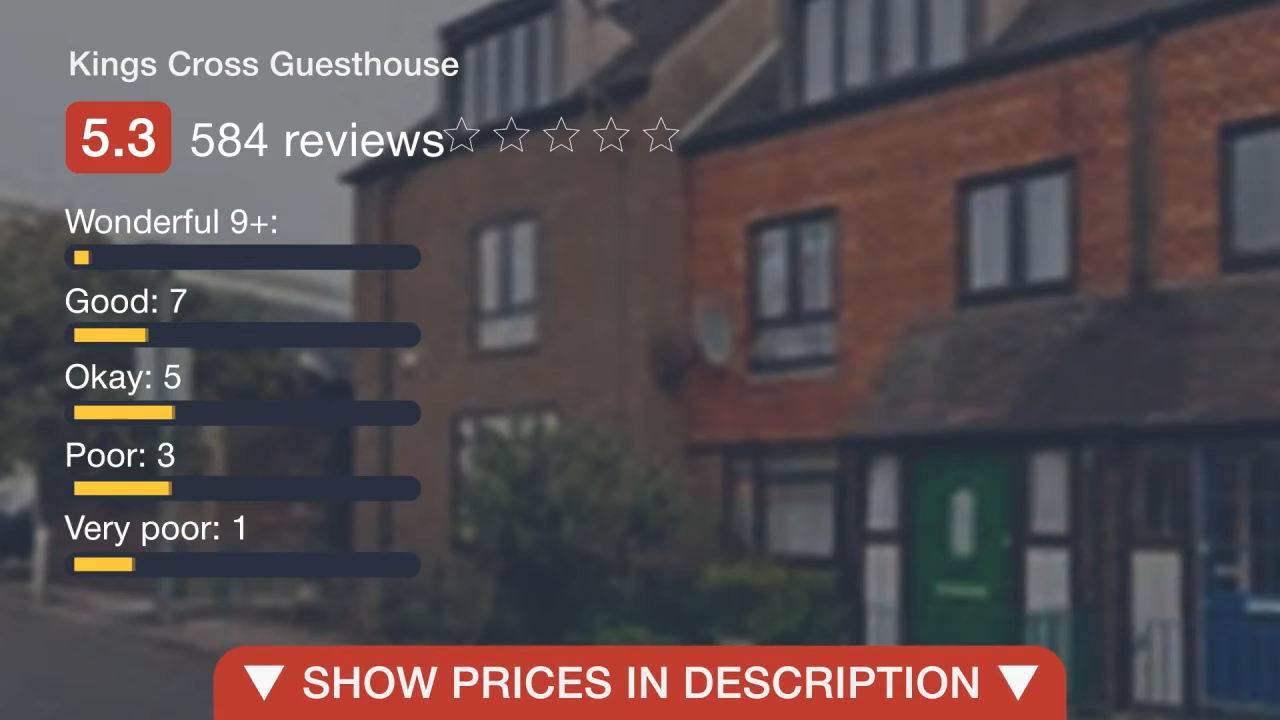 Kings Cross Guesthouse
5.3 584 reviews☆ ☆ ☆ ☆ ☆
Wonderful 9+:
Good: 7
Okay: 5
Poor: 3
Very poor: 1
▼ SHOW PRICES IN DESCRIPTION ▼